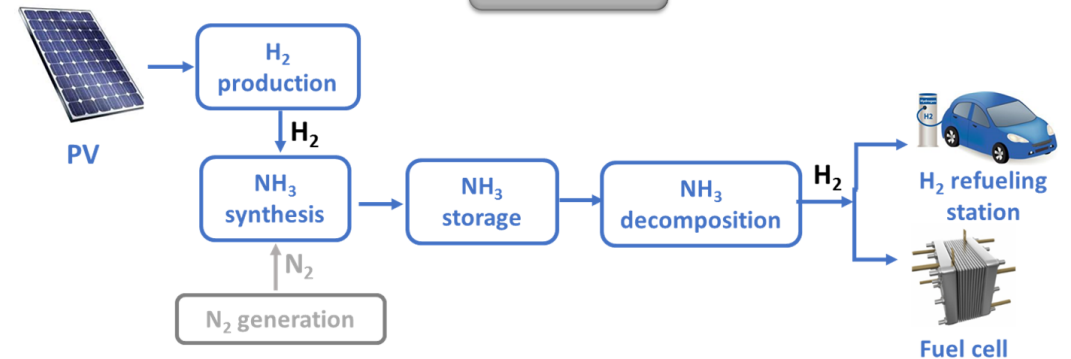 PV
H₂
production
H₂
NH₃
synthesis
N₂
N₂ generation
NH₃
storage
NH₃
decomposition
H₂
H2
H₂ refueling
station
Fuel cell